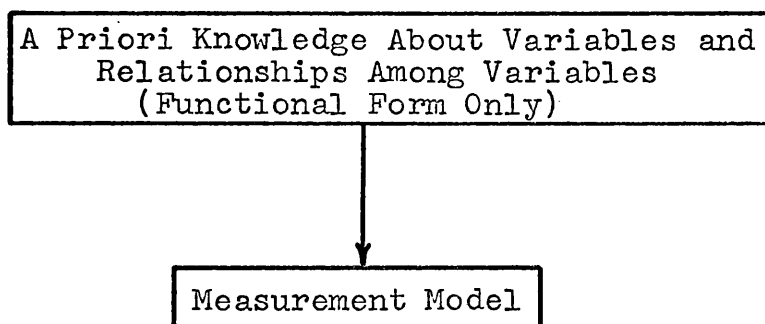 A Priori Knowledge About Variables and
Relationships Among Variables
(Functional Form Only)
Measurement Model